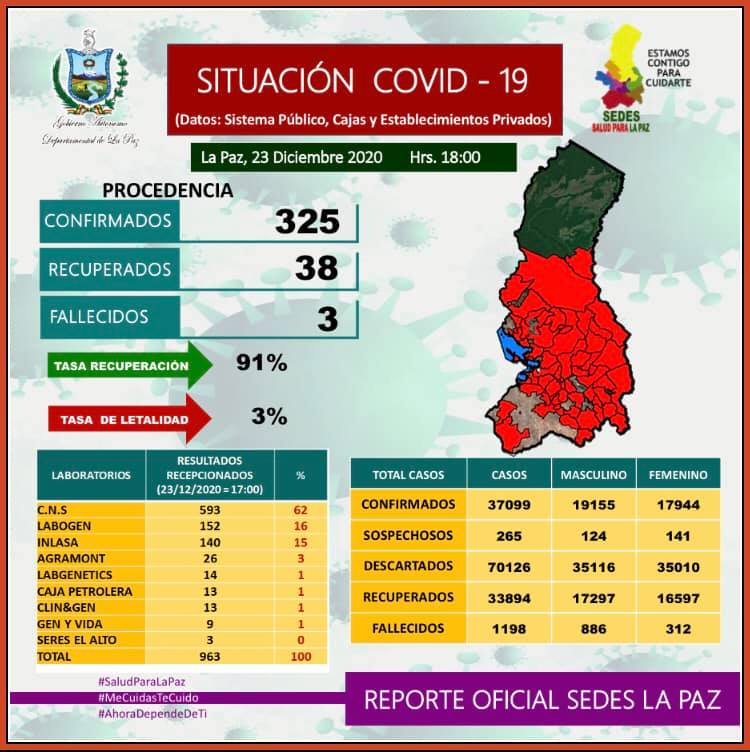 Gobierno Autónomo
Departamental de La Paz
SITUACIÓN COVID - 19
(Datos: Sistema Público, Cajas y Establecimientos Privados)
ESTAMOS
CONTIGO
PARA
CUIDARTE
SEDES
SALUD PARA LA PAZ
La Paz, 23 Diciembre 2020 Hrs. 18:00
PROCEDENCIA
CONFIRMADOS 325
RECUPERADOS 38
FALLECIDOS 3
TASA RECUPERACIÓN 91%
TASA DE LETALIDAD 3%
LABORATORIOS RESULTADOS RECEPCIONADOS (23/12/2020 = 17:00) %
C.N.S 593 62
LABOGEN 152 16
INLASA 140 15
AGRAMONT 26 3
LABGENETICS 14 1
CAJA PETROLERA 13 1
CLIN&GEN 13 1
GEN Y VIDA 9 1
SERES EL ALTO 3 0
TOTAL 963 100
TOTAL CASOS CASOS MASCULINO FEMENINO
CONFIRMADOS 37099 19155 17944
SOSPECHOSOS 265 124 141
DESCARTADOS 70126 35116 35010
RECUPERADOS 33894 17297 16597
FALLECIDOS 1198 886 312
#SaludParaLaPaz
#MeCuidasTeCuido
#AhoraDependeDeTi
REPORTE OFICIAL SEDES LA PAZ